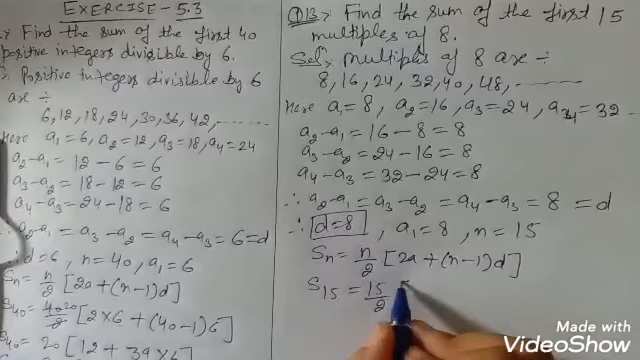 EXERCISE - 5.3
Find the sum of the first 40
positive integers divisible by 6.
Positive integers divisible by 6
are ÷
6, 12, 18, 24, 30, 36, 42, ......
Here a₁ = 6, a₂ = 12, a₃ = 18, a₄ = 24
a₂ - a₁ = 12 - 6 = 6
a₃ - a₂ = 18 - 12 = 6
a₄ - a₃ = 24 - 18 = 6
a₂ - a₁ = a₃ - a₂ = a₄ - a₃ = 6 = d
∴ d = 6, n = 40, a₁ = 6
Sₙ = n/2 [2a + (n-1)d]
S₄₀ = 40/2 20 [2×6 + (40-1)6]
S₄₀ = 20 [12 + 39×6]
Q13 > Find the sum of the first 15
multiples of 8.
Sol > multiples of 8 are ÷
8, 16, 24, 32, 40, 48, ........
Here a₁ = 8, a₂ = 16, a₃ = 24, a₄ = 32 ...
a₂ - a₁ = 16 - 8 = 8
a₃ - a₂ = 24 - 16 = 8
a₄ - a₃ = 32 - 24 = 8
∴ a₂ - a₁ = a₃ - a₂ = a₄ - a₃ = 8 = d
∴ d = 8 , a₁ = 8, n = 15
Sₙ = n/2 [2a + (n-1)d]
S₁₅ = 15/2
Made with
VideoShow